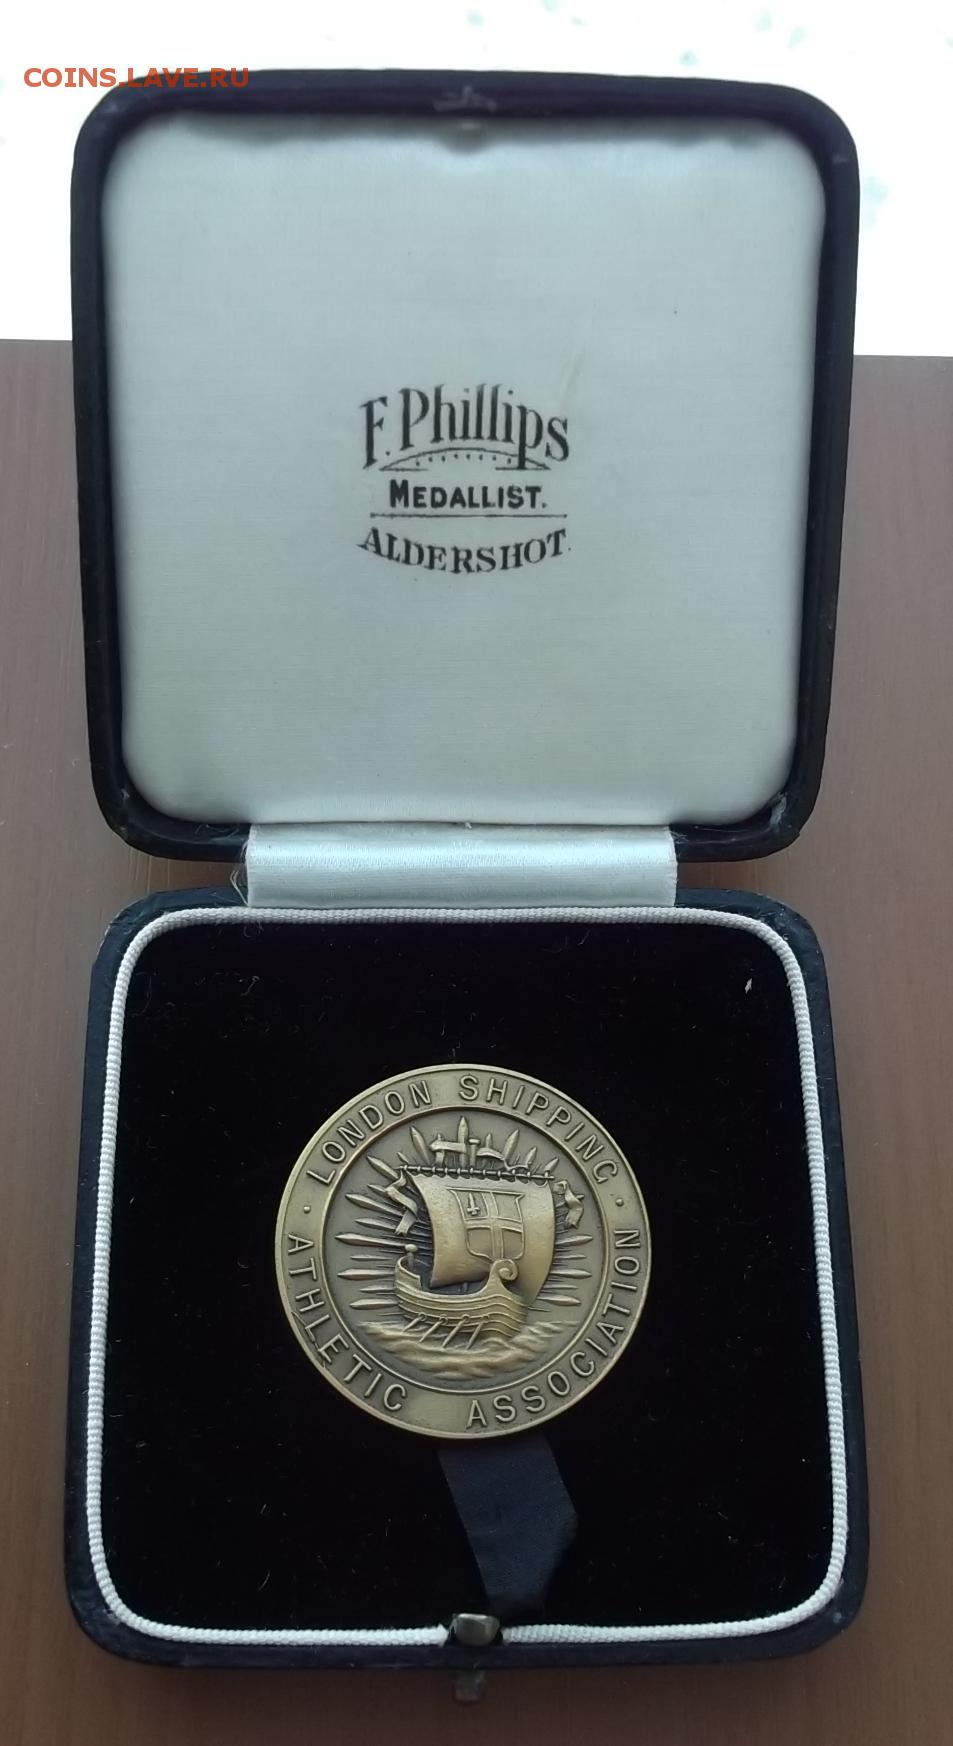 COINS.LAVE.RU
F. Phillips
MEDALLIST.
ALDERSHOT.
· LONDON SHIPPING ·
ATHLETIC ASSOCIATION